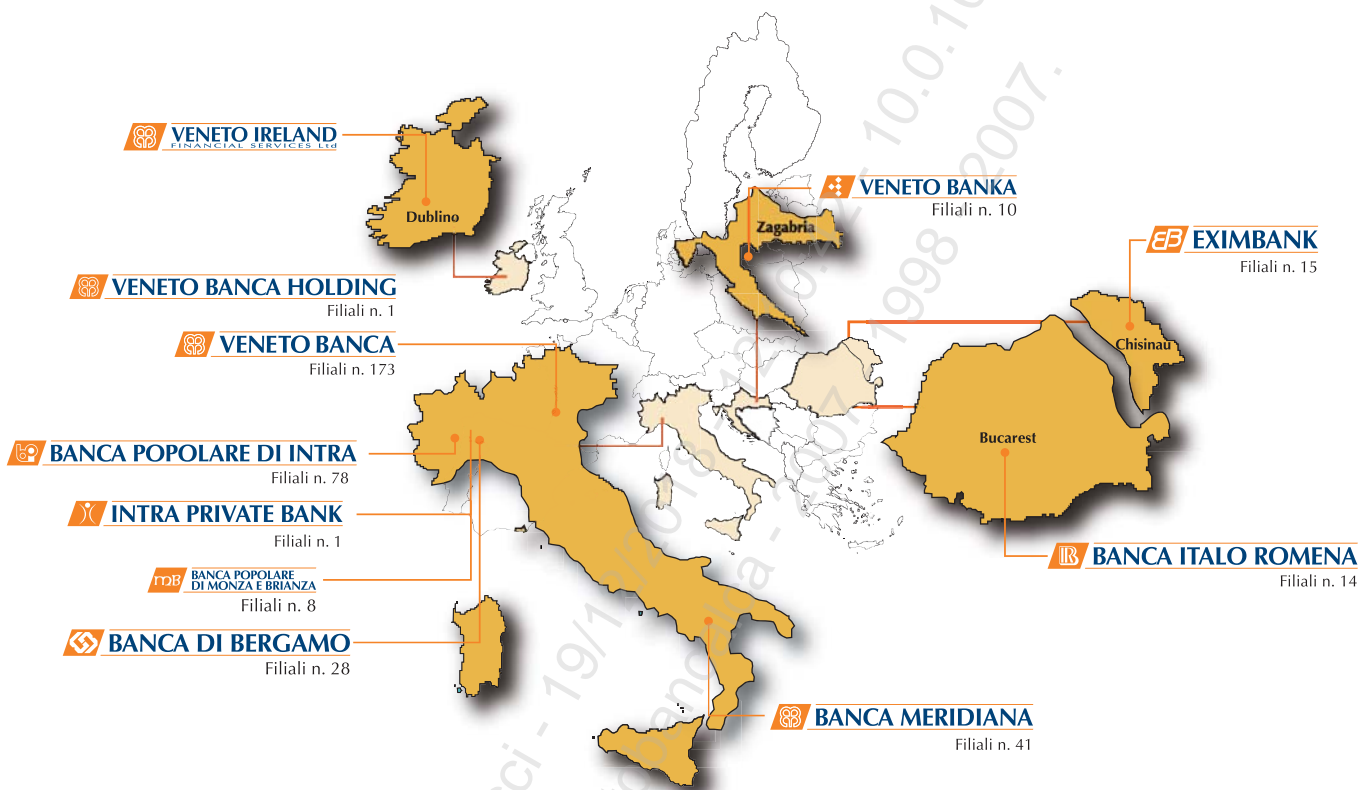 VENETO IRELAND
FINANCIAL SERVICES Ltd
Dublino
VENETO BANKA
Filiali n. 10
Zagabria
EXIMBANK
Filiali n. 15
Chisinau
VENETO BANCA HOLDING
Filiali n. 1
VENETO BANCA
Filiali n. 173
BANCA POPOLARE DI INTRA
Filiali n. 78
INTRA PRIVATE BANK
Filiali n. 1
mB BANCA POPOLARE
DI MONZA E BRIANZA
Filiali n. 8
BANCA DI BERGAMO
Filiali n. 28
Bucarest
BANCA ITALO ROMENA
Filiali n. 14
BANCA MERIDIANA
Filiali n. 41
EB